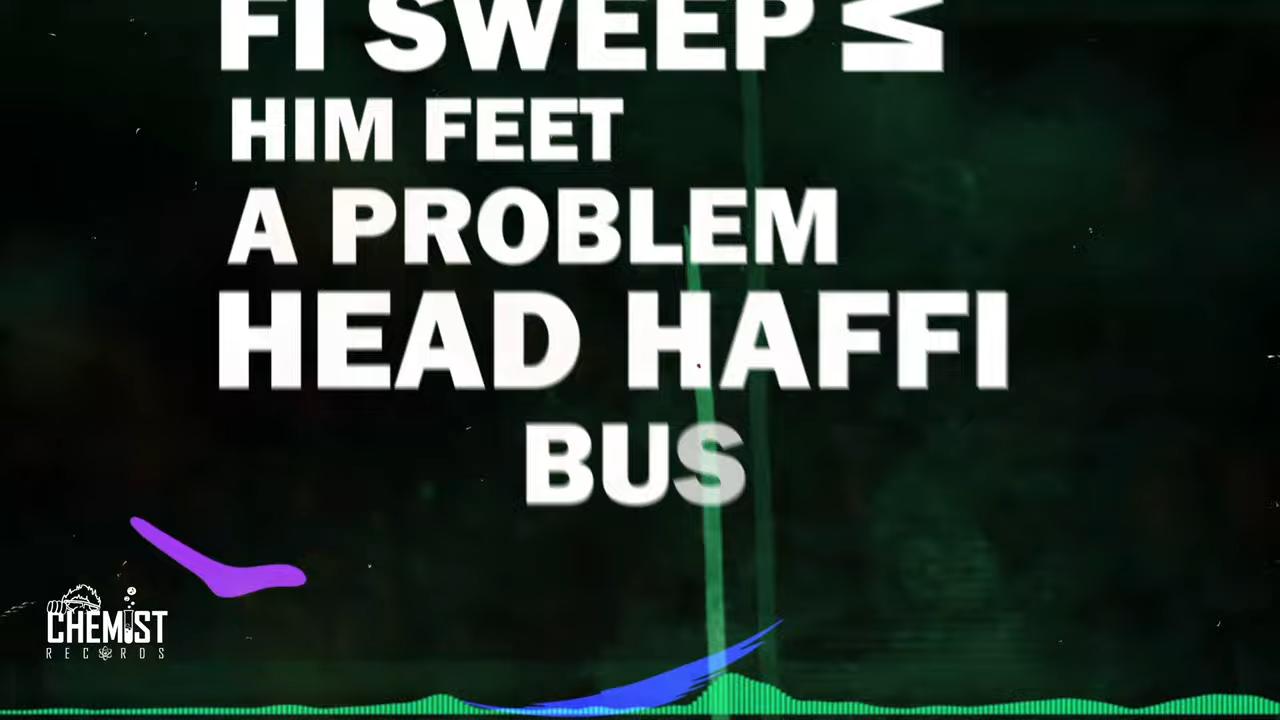 FI SWEEP
HIM FEET
A PROBLEM
HEAD HAFFI
BUS
CHEMIST
RECORDS